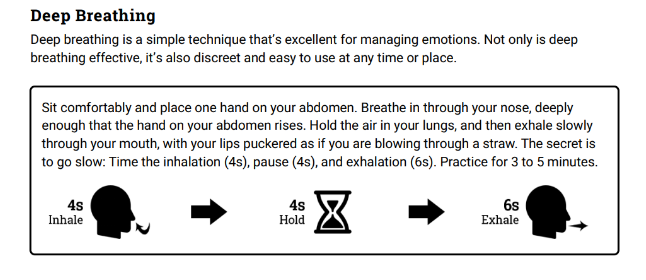 Deep Breathing
Deep breathing is a simple technique that's excellent for managing emotions. Not only is deep
breathing effective, it's also discreet and easy to use at any time or place.
Sit comfortably and place one hand on your abdomen. Breathe in through your nose, deeply
enough that the hand on your abdomen rises. Hold the air in your lungs, and then exhale slowly
through your mouth, with your lips puckered as if you are blowing through a straw. The secret is
to go slow: Time the inhalation (4s), pause (4s), and exhalation (6s). Practice for 3 to 5 minutes.
4s
Inhale
4s
Hold
6s
Exhale